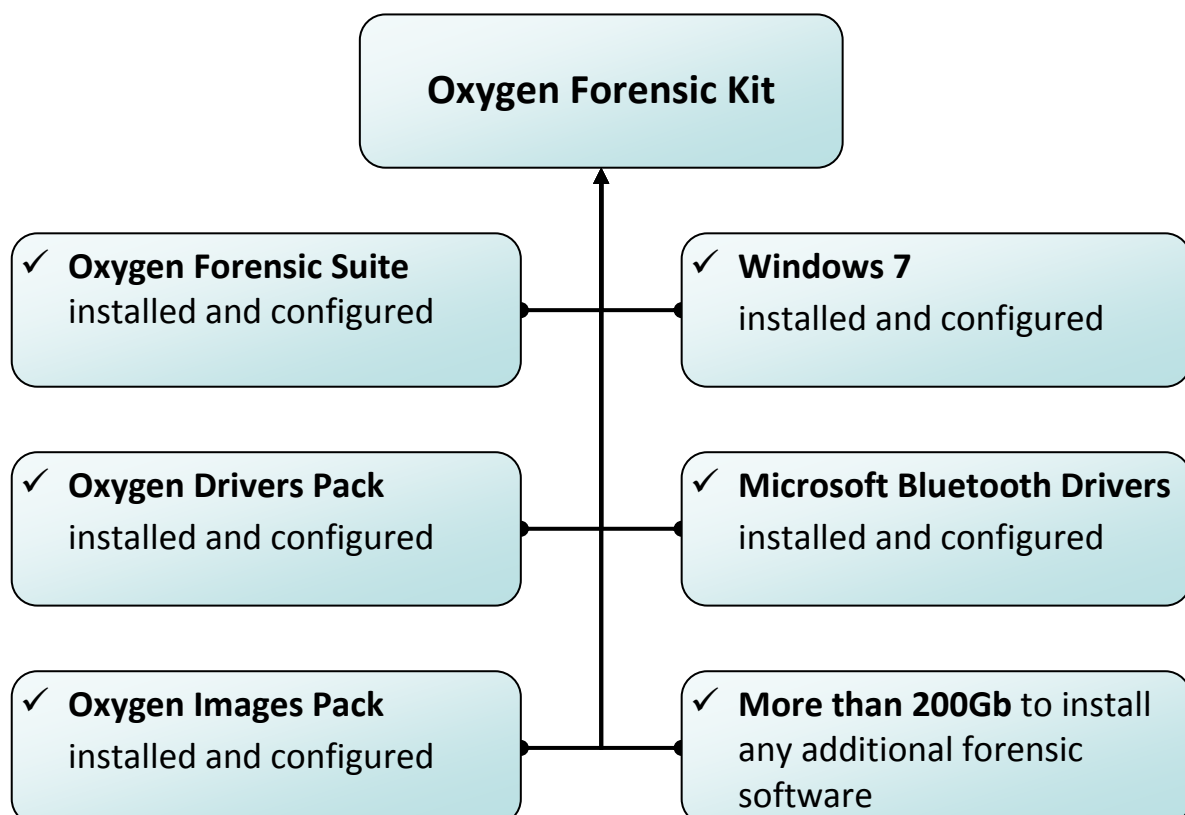 Oxygen Forensic Kit
✓ Oxygen Forensic Suite
installed and configured
✓ Windows 7
installed and configured
✓ Oxygen Drivers Pack
installed and configured
✓ Microsoft Bluetooth Drivers
installed and configured
✓ Oxygen Images Pack
installed and configured
✓ More than 200Gb to install
any additional forensic
software